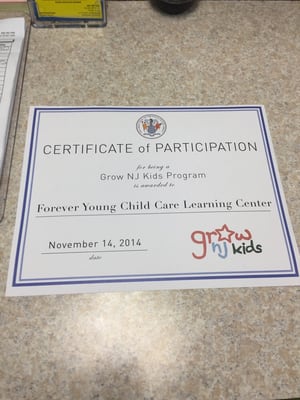 CERTIFICATE of PARTICIPATION
for being a
Grow NJ Kids Program
is awarded to
Forever Young Child Care Learning Center
November 14, 2014
date
grow
nj kids